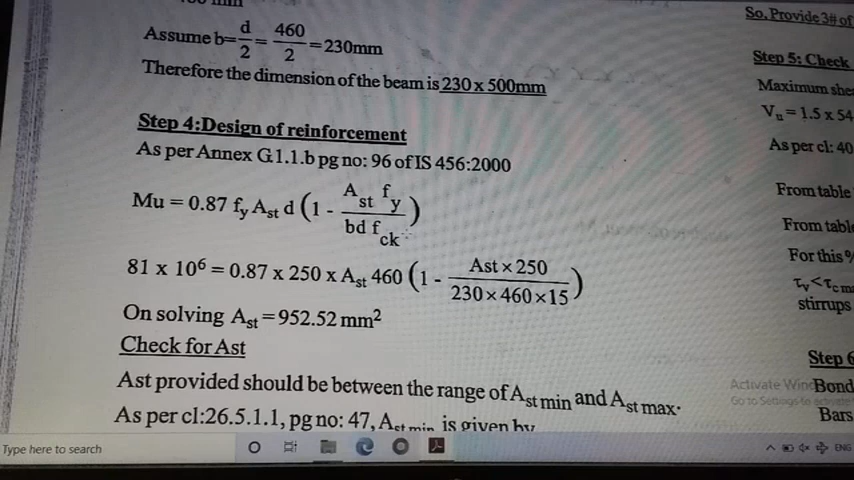 Assume b= d/2 = 460/2 =230mm
Therefore the dimension of the beam is 230 x 500mm
Step 4:Design of reinforcement
As per Annex G.1.1.b pg no: 96 of IS 456:2000
Mu = 0.87 fy Ast d (1 - Ast fy / bd fck)
81 x 10⁶ = 0.87 x 250 x Ast 460 (1 - Ast × 250 / 230 × 460 × 15)
On solving Ast =952.52 mm²
Check for Ast
Ast provided should be between the range of Ast min and Ast max.
As per cl:26.5.1.1, pg no: 47, Ast min is given by
So, Provide 3# of
Step 5: Check
Maximum shea
Vu = 1.5 x 54
As per cl: 40
From table
From table
For this %
τv<τc ma
stirrups
Step 6
Bond
Bars
Activate Win
Go to Settings to activate
Type here to search
ENG